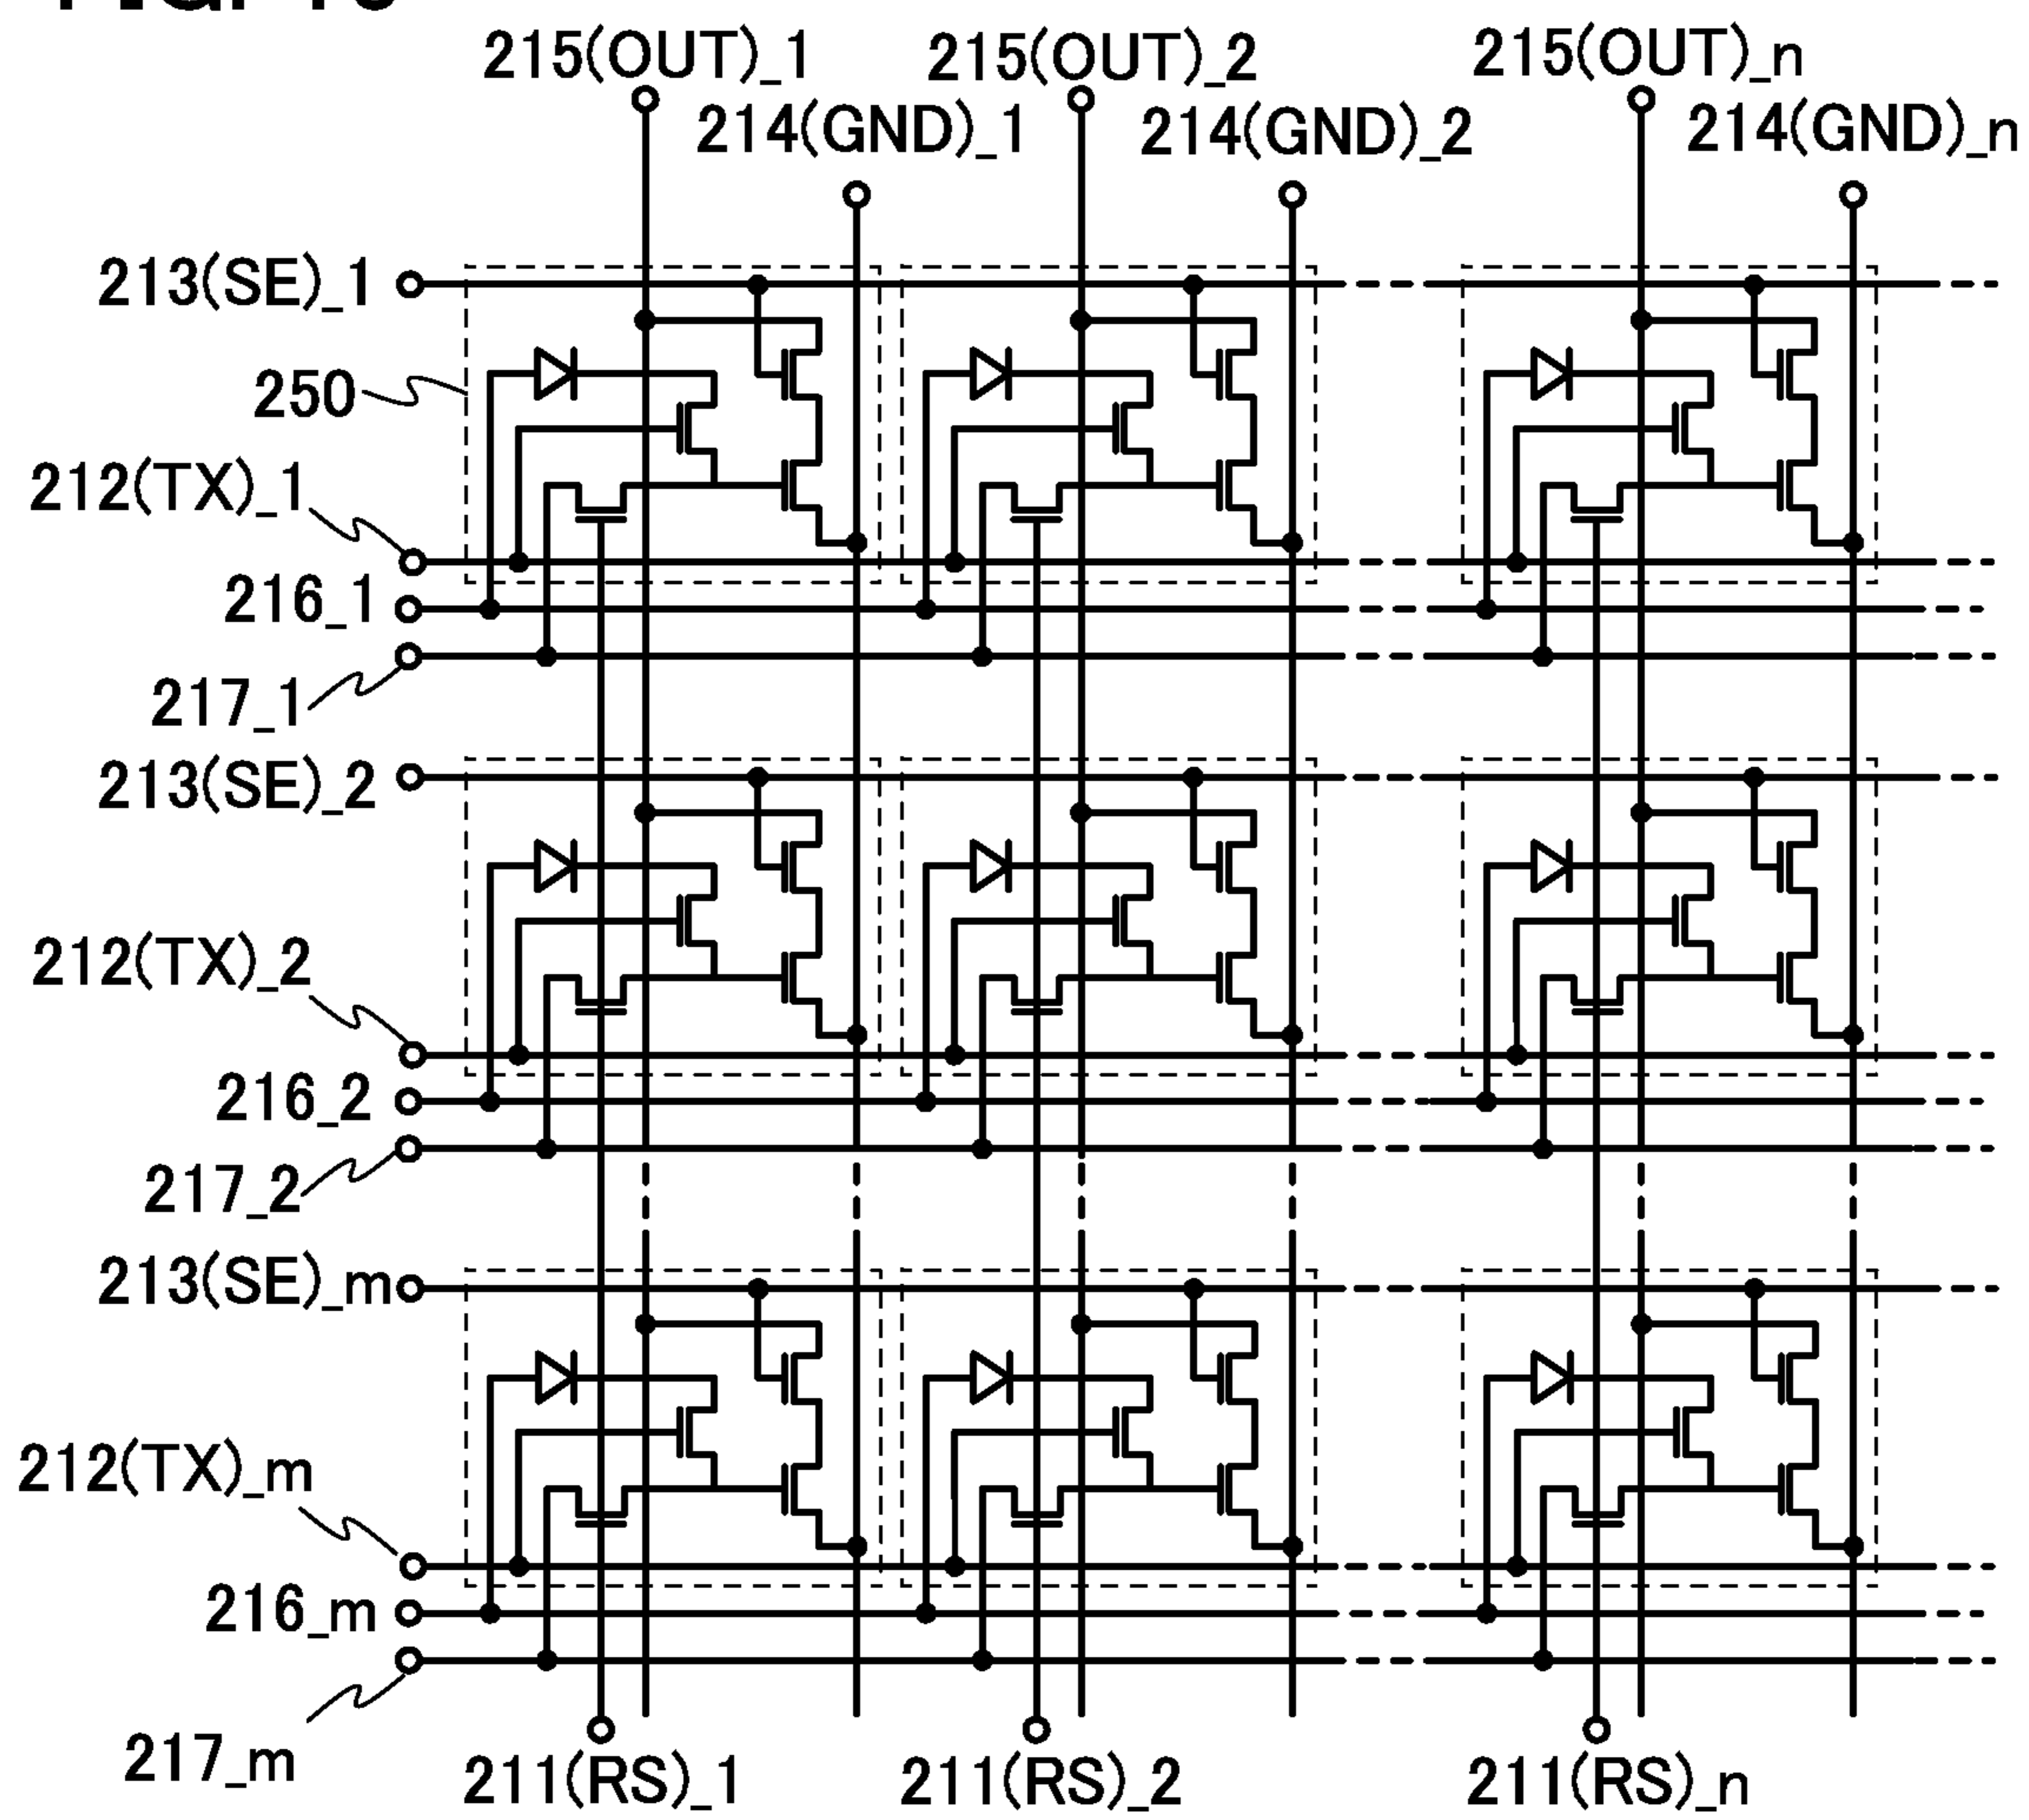 215(OUT)_1 215(OUT)_2 215(OUT)_n
214(GND)_1 214(GND)_2 214(GND)_n
213(SE)_1
250
212(TX)_1
216_1
217_1
213(SE)_2
212(TX)_2
216_2
217_2
213(SE)_m
212(TX)_m
216_m
217_m
211(RS)_1 211(RS)_2 211(RS)_n